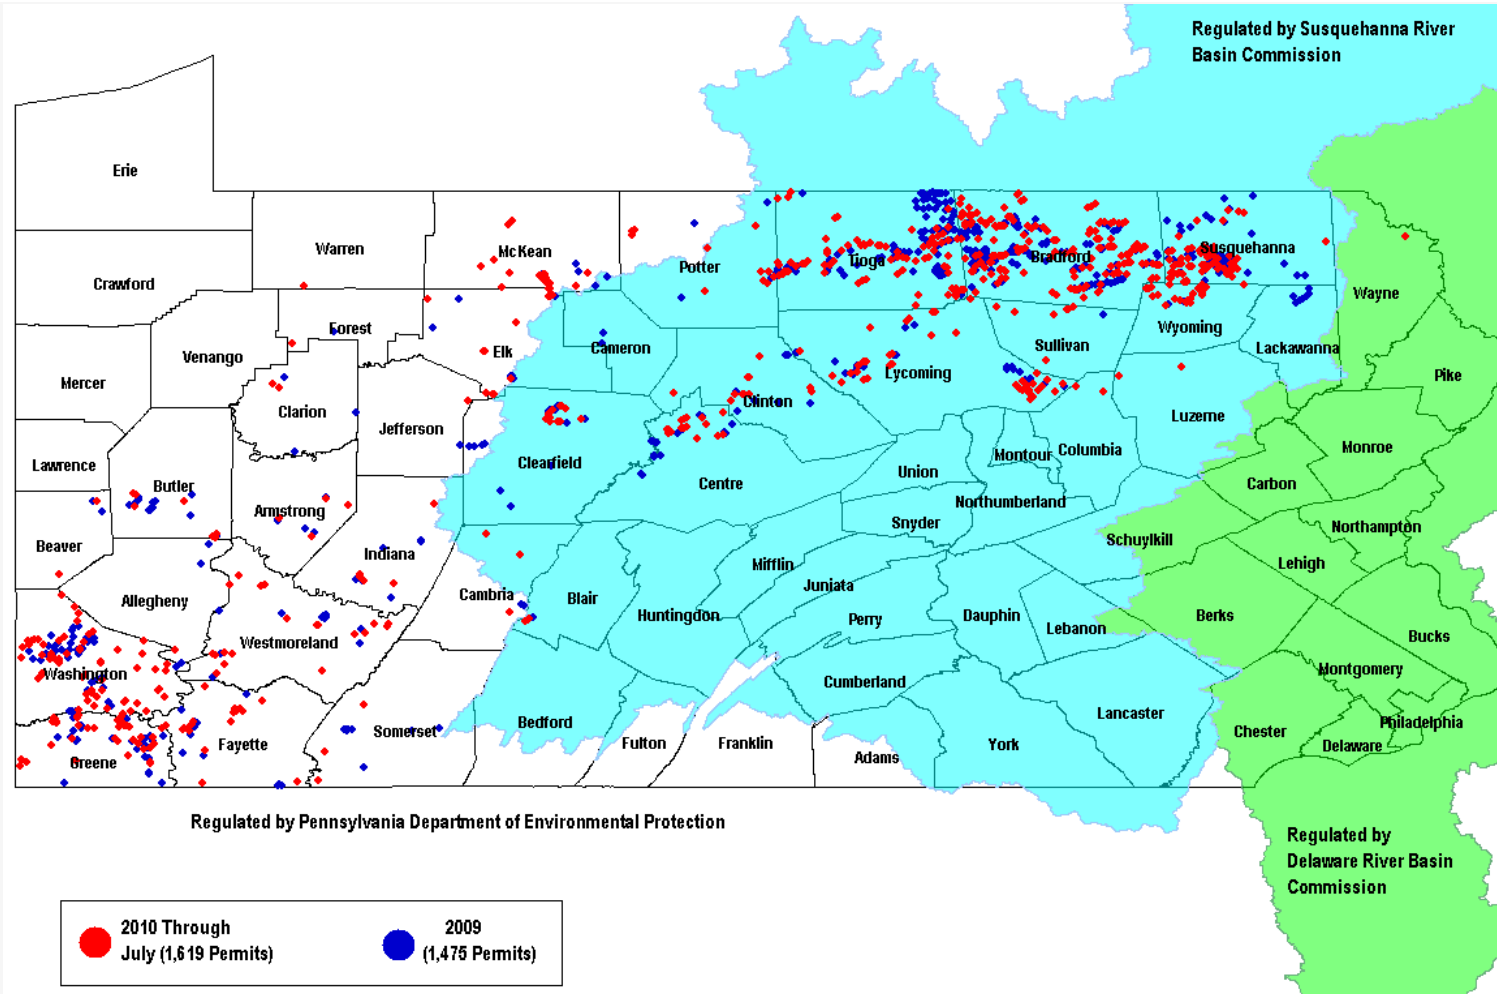 Regulated by Susquehanna River
Basin Commission
Erie
Warren
McKean
Crawford
Potter
Tioga
Bradford
Susquehanna
Wayne
Forest
Venango
Elk
Cameron
Sullivan
Wyoming
Lackawanna
Mercer
Clarion
Lycoming
Pike
Jefferson
Clinton
Luzerne
Lawrence
Clearfield
Montour
Columbia
Monroe
Butler
Centre
Union
Carbon
Armstrong
Northumberland
Snyder
Northampton
Beaver
Indiana
Schuylkill
Mifflin
Lehigh
Allegheny
Cambria
Blair
Juniata
Huntingdon
Perry
Dauphin
Lebanon
Berks
Bucks
Westmoreland
Washington
Cumberland
Montgomery
Bedford
Lancaster
Somerset
Fayette
Greene
Fulton
Franklin
Adams
York
Chester
Delaware
Philadelphia
Regulated by Pennsylvania Department of Environmental Protection
Regulated by
Delaware River Basin
Commission
2010 Through
July (1,619 Permits)
2009
(1,475 Permits)